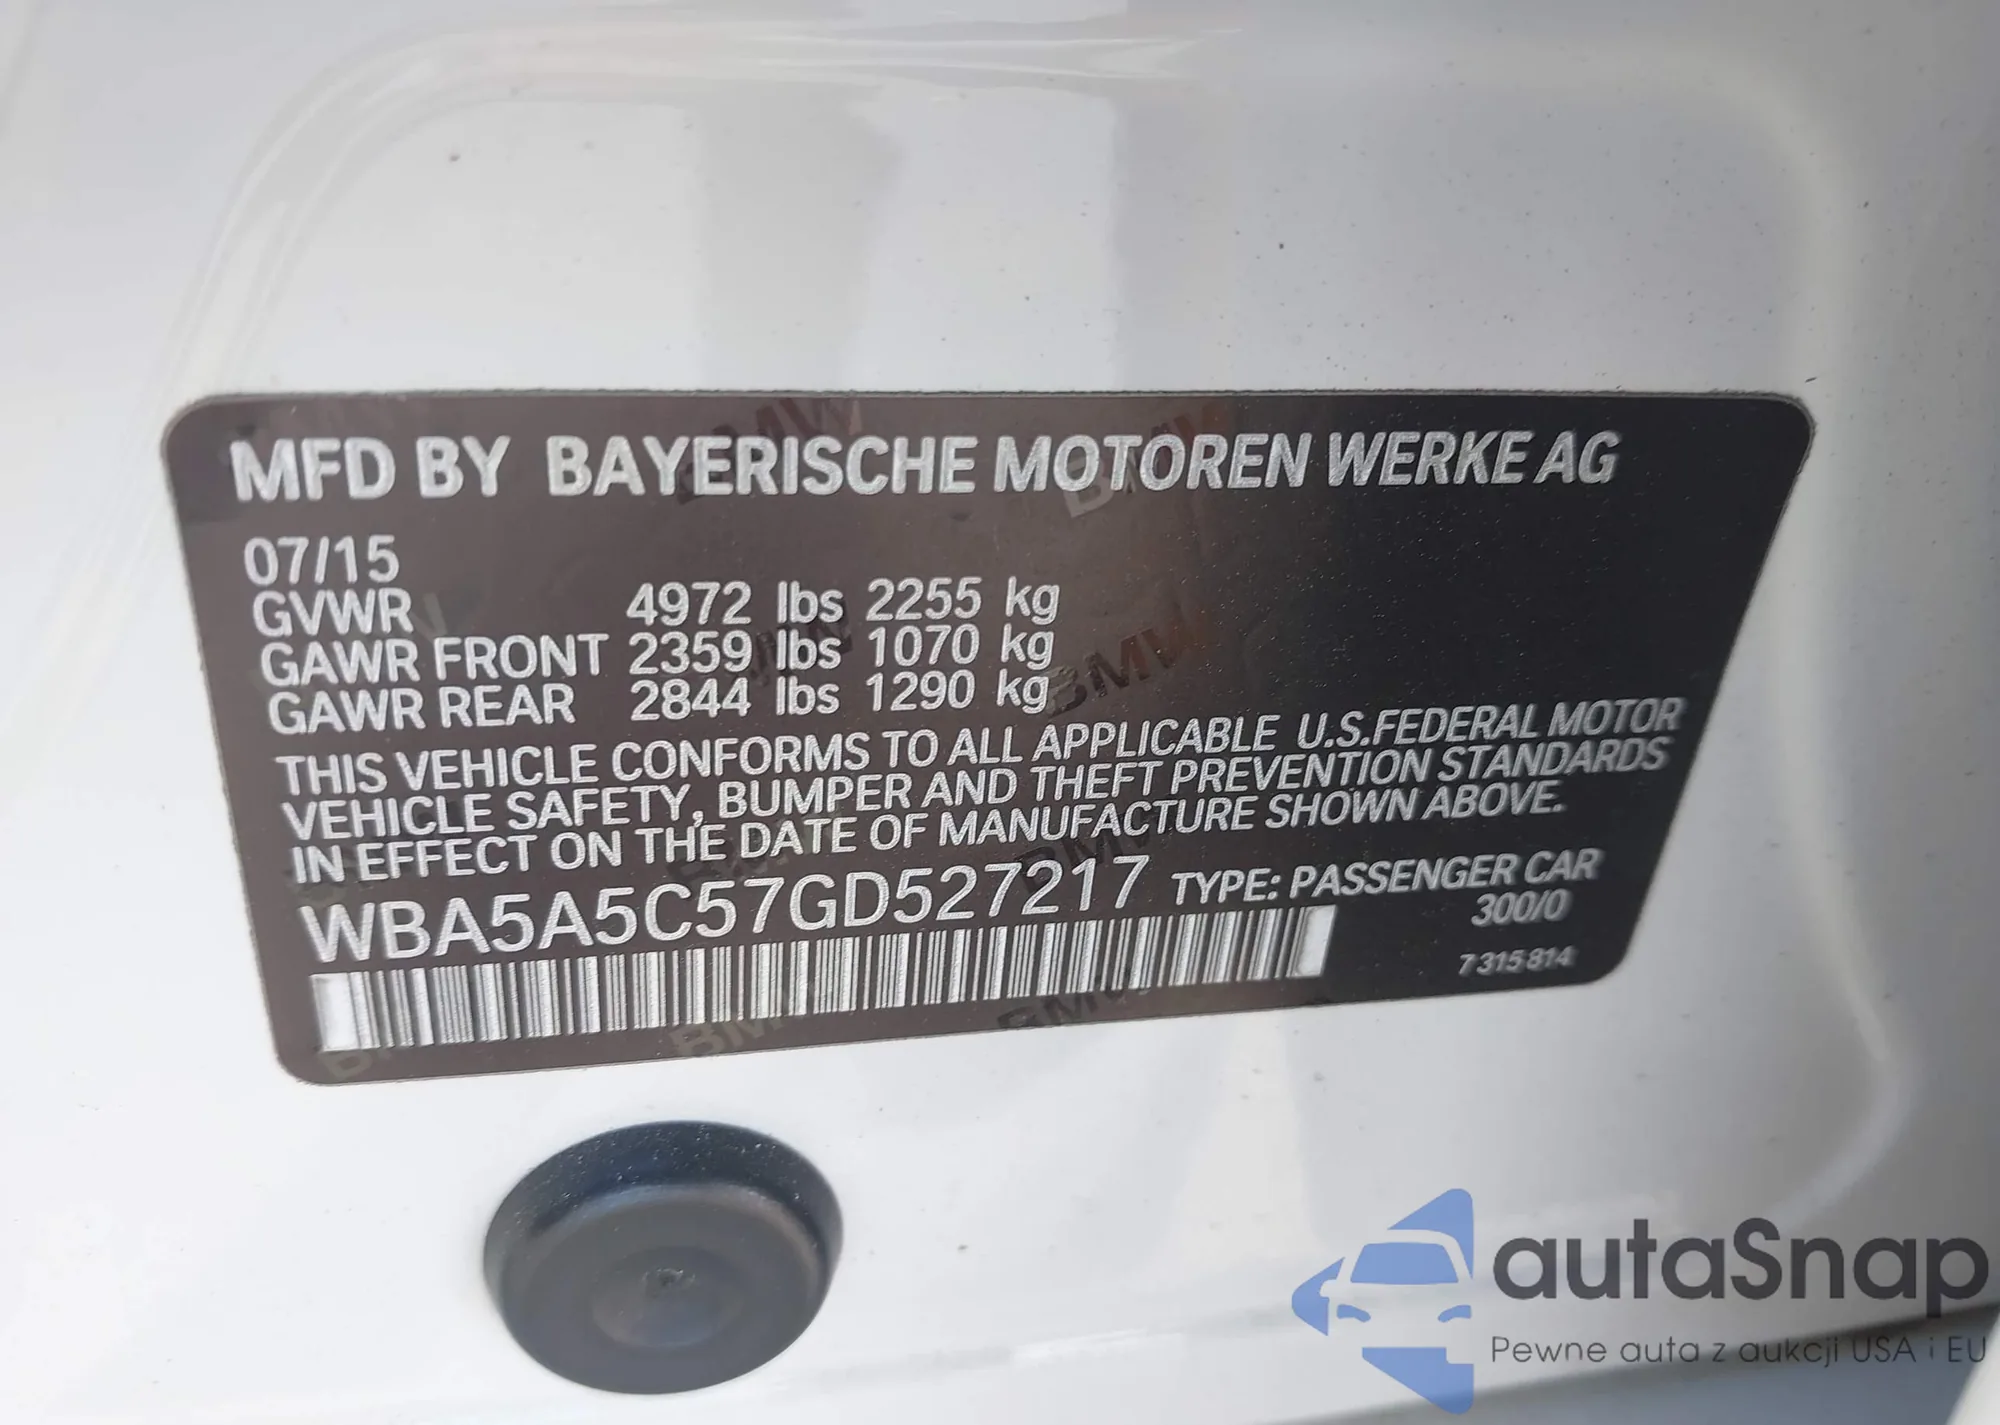 MFD BY BAYERISCHE MOTOREN WERKE AG
07/15
GVWR 4972 lbs 2255 kg
GAWR FRONT 2359 lbs 1070 kg
GAWR REAR 2844 lbs 1290 kg
THIS VEHICLE CONFORMS TO ALL APPLICABLE U.S.FEDERAL MOTOR
VEHICLE SAFETY, BUMPER AND THEFT PREVENTION STANDARDS
IN EFFECT ON THE DATE OF MANUFACTURE SHOWN ABOVE.
WBA5A5C57GD527217 TYPE: PASSENGER CAR
300/0
7 315 814
autaSnap
Pewne auta z aukcji USA i EU